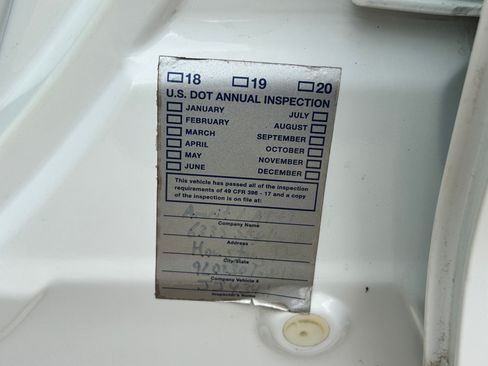 18 19 20
U.S. DOT ANNUAL INSPECTION
JANUARY JULY
FEBRUARY AUGUST
MARCH SEPTEMBER
APRIL OCTOBER
MAY NOVEMBER
JUNE DECEMBER
This vehicle has passed all of the inspection
requirements of 49 CFR 396 - 17 and a copy
of the inspection is on file at:
Company Name
Address
City/State
Company Vehicle #
Inspector's Name